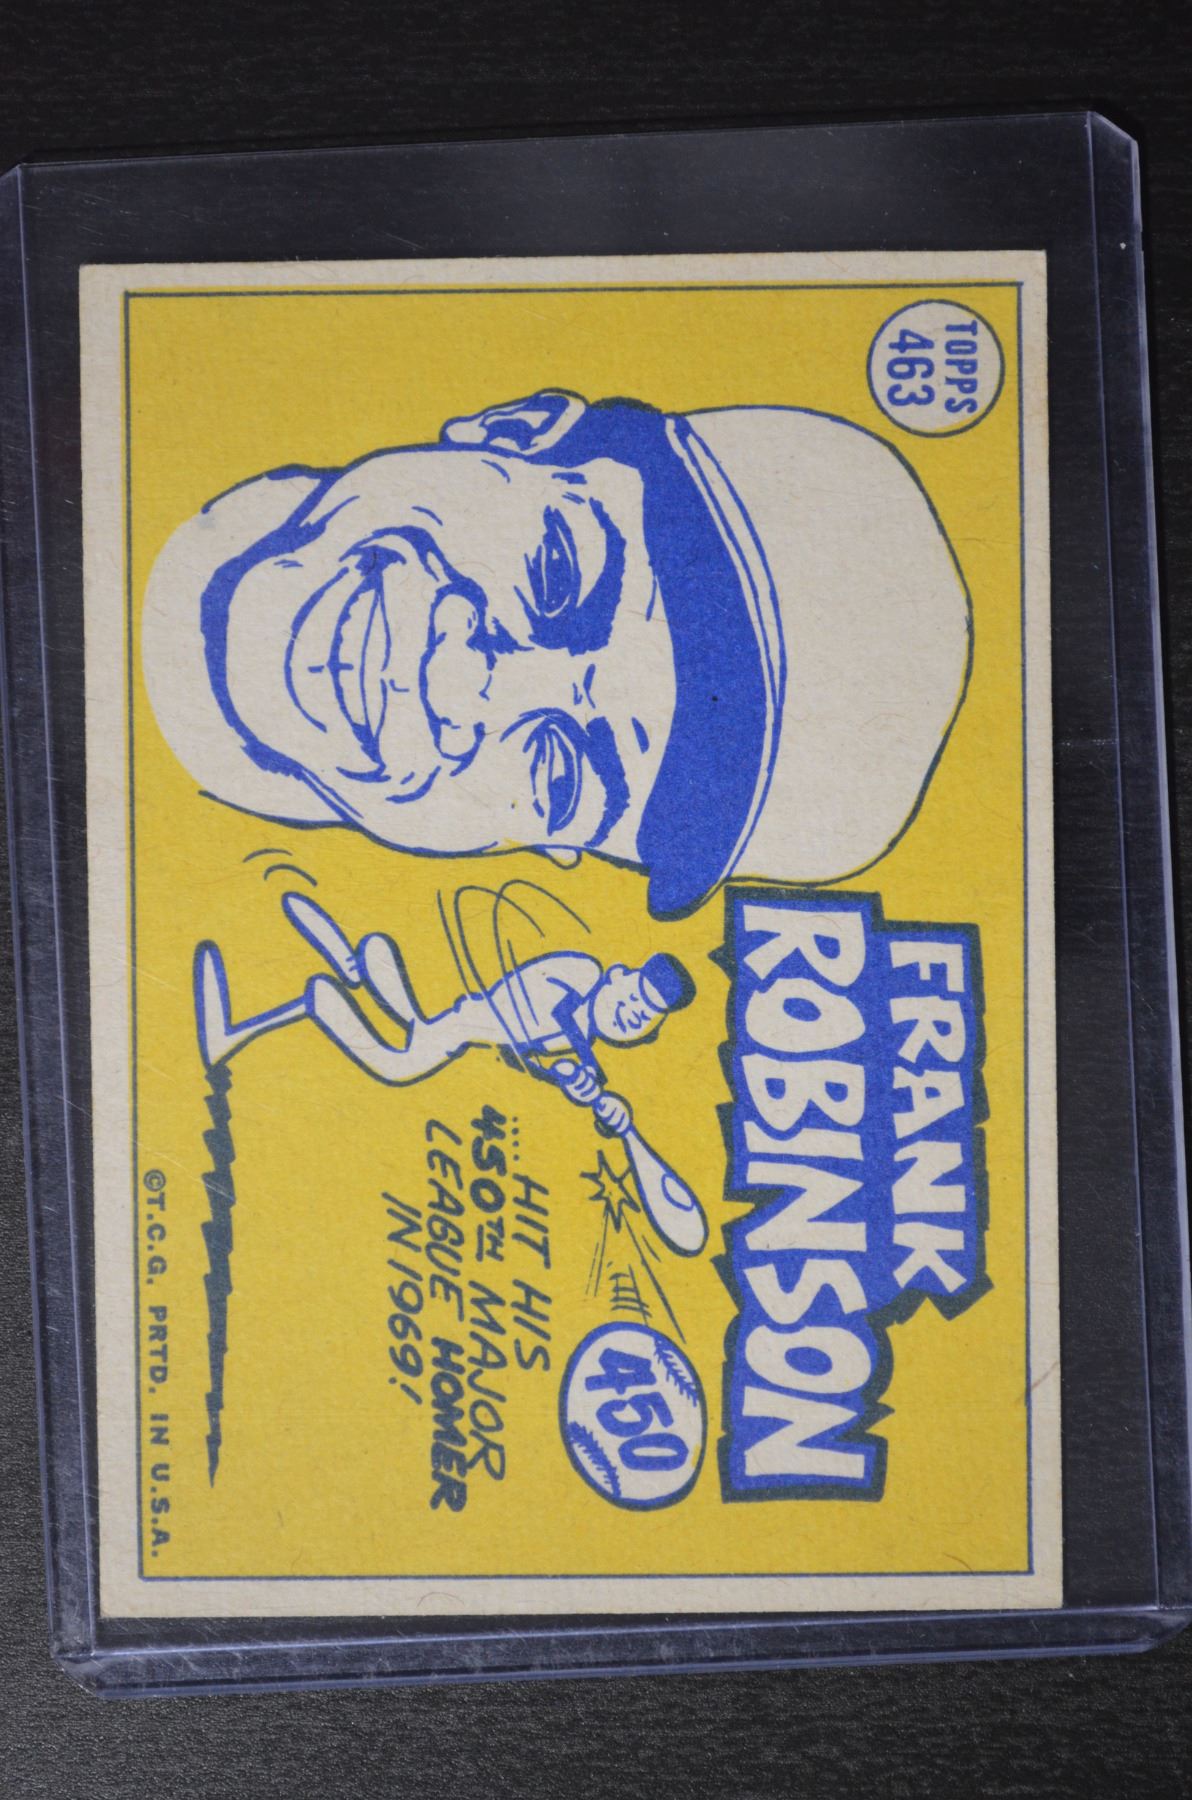 TOPPS
463
FRANK
ROBINSON
450
....HIT HIS
450TH MAJOR
LEAGUE HOMER
IN 1969!
©T.C.G. PRTD. IN U.S.A.